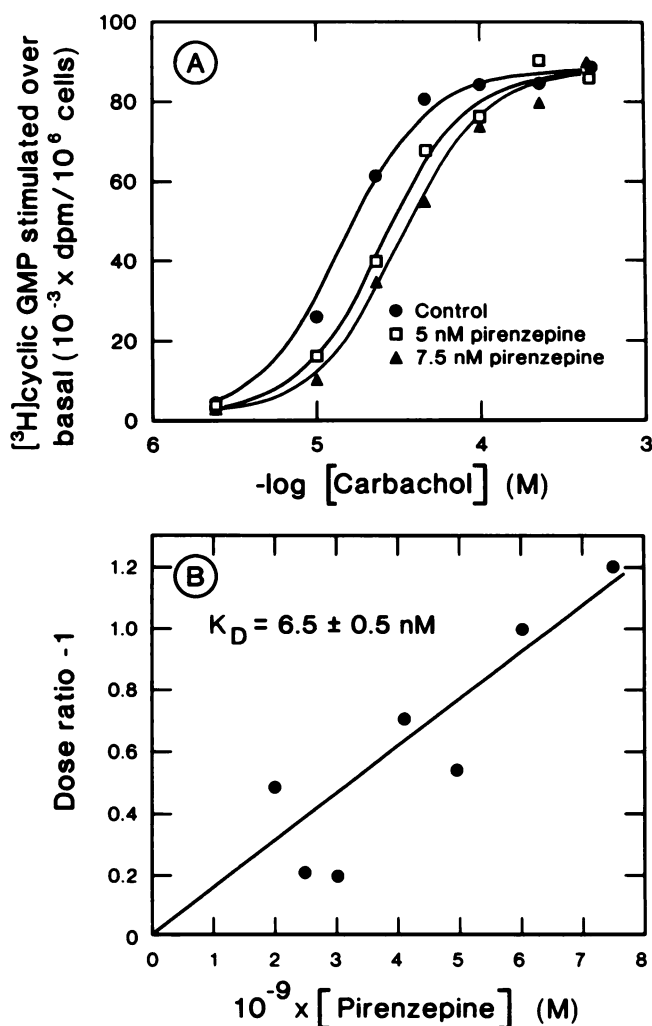 A
100
80
60
40
20
0
[³H]cyclic GMP stimulated over
basal (10⁻³ x dpm/10⁶ cells)
● Control
□ 5 nM pirenzepine
▲ 7.5 nM pirenzepine
6 5 4 3
-log [Carbachol] (M)
B
1.2
1.0
0.8
0.6
0.4
0.2
0
Dose ratio -1
K_D = 6.5 ± 0.5 nM
0 1 2 3 4 5 6 7 8
10⁻⁹ x [Pirenzepine] (M)